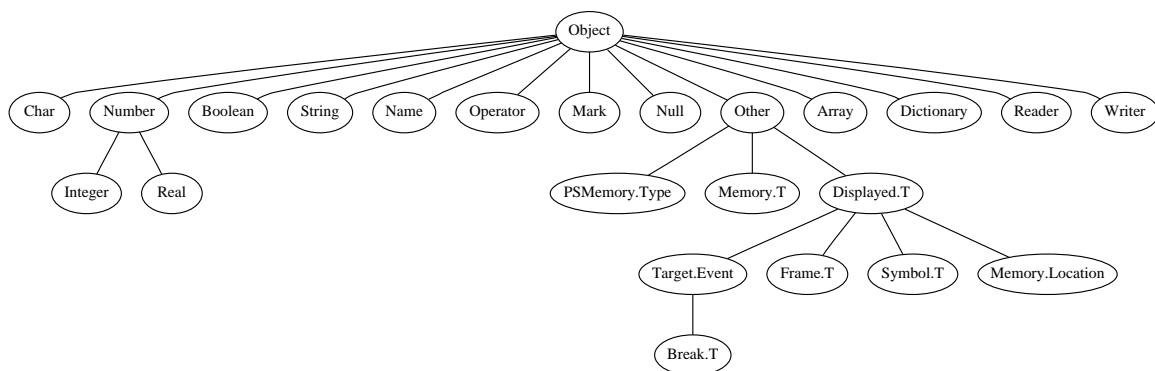 Object
Char Number Boolean String Name Operator Mark Null Other Array Dictionary Reader Writer
Integer Real PSMemory.Type Memory.T Displayed.T
Target.Event Frame.T Symbol.T Memory.Location
Break.T